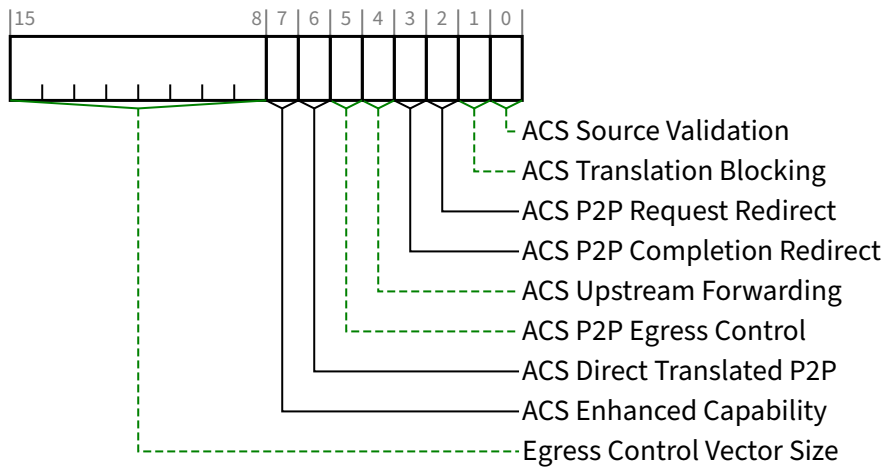 15 8 7 6 5 4 3 2 1 0
ACS Source Validation
ACS Translation Blocking
ACS P2P Request Redirect
ACS P2P Completion Redirect
ACS Upstream Forwarding
ACS P2P Egress Control
ACS Direct Translated P2P
ACS Enhanced Capability
Egress Control Vector Size